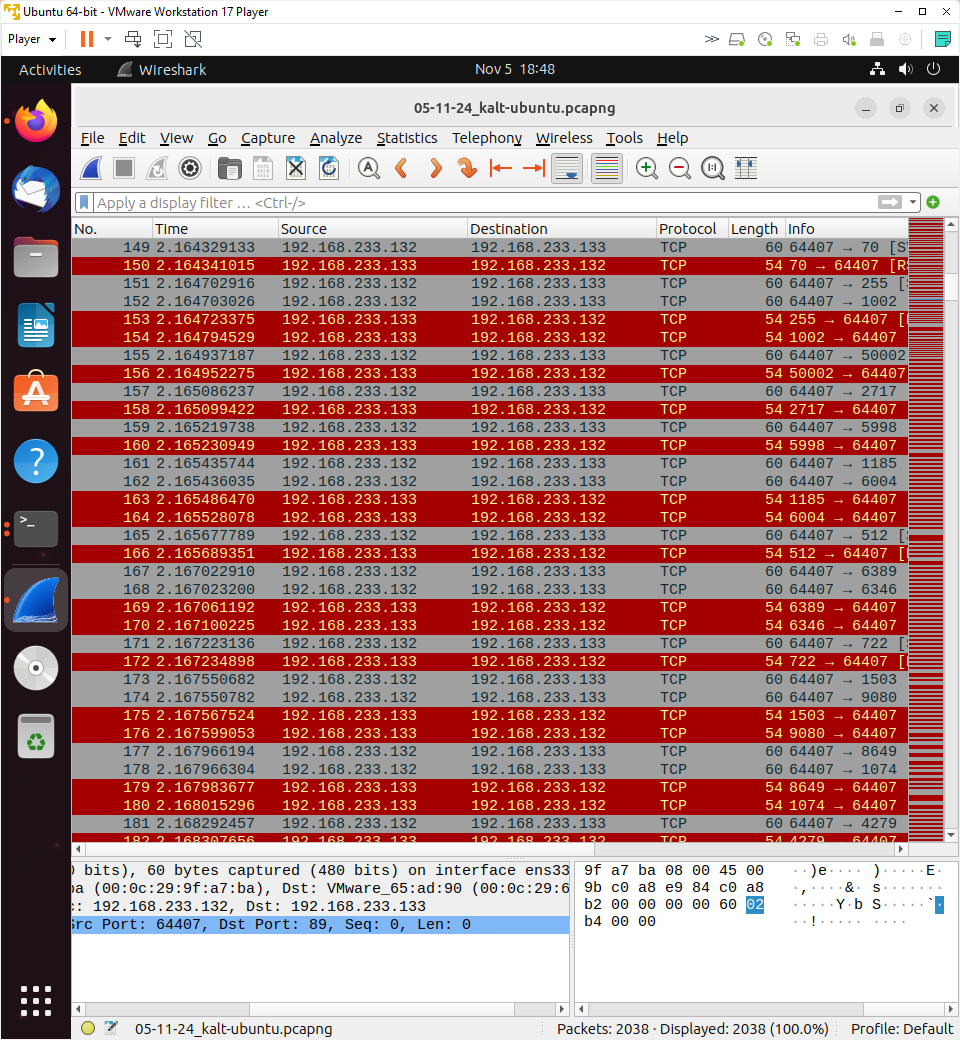 Ubuntu 64-bit - VMware Workstation 17 Player
Player
Activities Wireshark Nov 5 18:48
05-11-24_kalt-ubuntu.pcapng
File Edit View Go Capture Analyze Statistics Telephony Wireless Tools Help
Apply a display filter … <Ctrl-/>
No. Time Source Destination Protocol Length Info
149 2.164329133 192.168.233.132 192.168.233.133 TCP 60 64407 → 70 [S
150 2.164341015 192.168.233.133 192.168.233.132 TCP 54 70 → 64407 [RS
151 2.164702916 192.168.233.132 192.168.233.133 TCP 60 64407 → 255 [
152 2.164703026 192.168.233.132 192.168.233.133 TCP 60 64407 → 1002
153 2.164723375 192.168.233.133 192.168.233.132 TCP 54 255 → 64407 [
154 2.164794529 192.168.233.133 192.168.233.132 TCP 54 1002 → 64407
155 2.164937187 192.168.233.132 192.168.233.133 TCP 60 64407 → 50002
156 2.164952275 192.168.233.133 192.168.233.132 TCP 54 50002 → 64407
157 2.165086237 192.168.233.132 192.168.233.133 TCP 60 64407 → 2717
158 2.165099422 192.168.233.133 192.168.233.132 TCP 54 2717 → 64407
159 2.165219738 192.168.233.132 192.168.233.133 TCP 60 64407 → 5998
160 2.165230949 192.168.233.133 192.168.233.132 TCP 54 5998 → 64407
161 2.165435744 192.168.233.132 192.168.233.133 TCP 60 64407 → 1185
162 2.165436035 192.168.233.132 192.168.233.133 TCP 60 64407 → 6004
163 2.165486470 192.168.233.133 192.168.233.132 TCP 54 1185 → 64407
164 2.165528078 192.168.233.133 192.168.233.132 TCP 54 6004 → 64407
165 2.165677789 192.168.233.132 192.168.233.133 TCP 60 64407 → 512 [
166 2.165689351 192.168.233.133 192.168.233.132 TCP 54 512 → 64407 [
167 2.167022910 192.168.233.132 192.168.233.133 TCP 60 64407 → 6389
168 2.167023200 192.168.233.132 192.168.233.133 TCP 60 64407 → 6346
169 2.167061192 192.168.233.133 192.168.233.132 TCP 54 6389 → 64407
170 2.167100225 192.168.233.133 192.168.233.132 TCP 54 6346 → 64407
171 2.167223136 192.168.233.132 192.168.233.133 TCP 60 64407 → 722 [
172 2.167234898 192.168.233.133 192.168.233.132 TCP 54 722 → 64407 [
173 2.167550682 192.168.233.132 192.168.233.133 TCP 60 64407 → 1503
174 2.167550782 192.168.233.132 192.168.233.133 TCP 60 64407 → 9080
175 2.167567524 192.168.233.133 192.168.233.132 TCP 54 1503 → 64407
176 2.167599053 192.168.233.133 192.168.233.132 TCP 54 9080 → 64407
177 2.167966194 192.168.233.132 192.168.233.133 TCP 60 64407 → 8649
178 2.167966304 192.168.233.132 192.168.233.133 TCP 60 64407 → 1074
179 2.167983677 192.168.233.133 192.168.233.132 TCP 54 8649 → 64407
180 2.168015296 192.168.233.133 192.168.233.132 TCP 54 1074 → 64407
181 2.168292457 192.168.233.132 192.168.233.133 TCP 60 64407 → 4279
182 2.168307656 192.168.233.133 192.168.233.132 TCP 54 4279 → 64407
) bits), 60 bytes captured (480 bits) on interface ens33
ba (00:0c:29:9f:a7:ba), Dst: VMware_65:ad:90 (00:0c:29:6
c: 192.168.233.132, Dst: 192.168.233.133
Src Port: 64407, Dst Port: 89, Seq: 0, Len: 0
9f a7 ba 08 00 45 00 ··)e···· )·····E·
9b c0 a8 e9 84 c0 a8 ·,····&· s·······
b2 00 00 00 00 60 02 ·····Y·bS·····`·
b4 00 00 ··!····· ····
05-11-24_kalt-ubuntu.pcapng Packets: 2038 · Displayed: 2038 (100.0%) Profile: Default